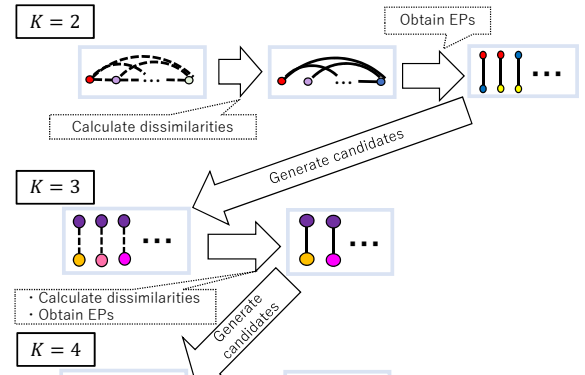 K = 2
Obtain EPs
...
...
...
Calculate dissimilarities
Generate candidates
K = 3
...
...
・Calculate dissimilarities
・Obtain EPs
Generate
candidates
K = 4